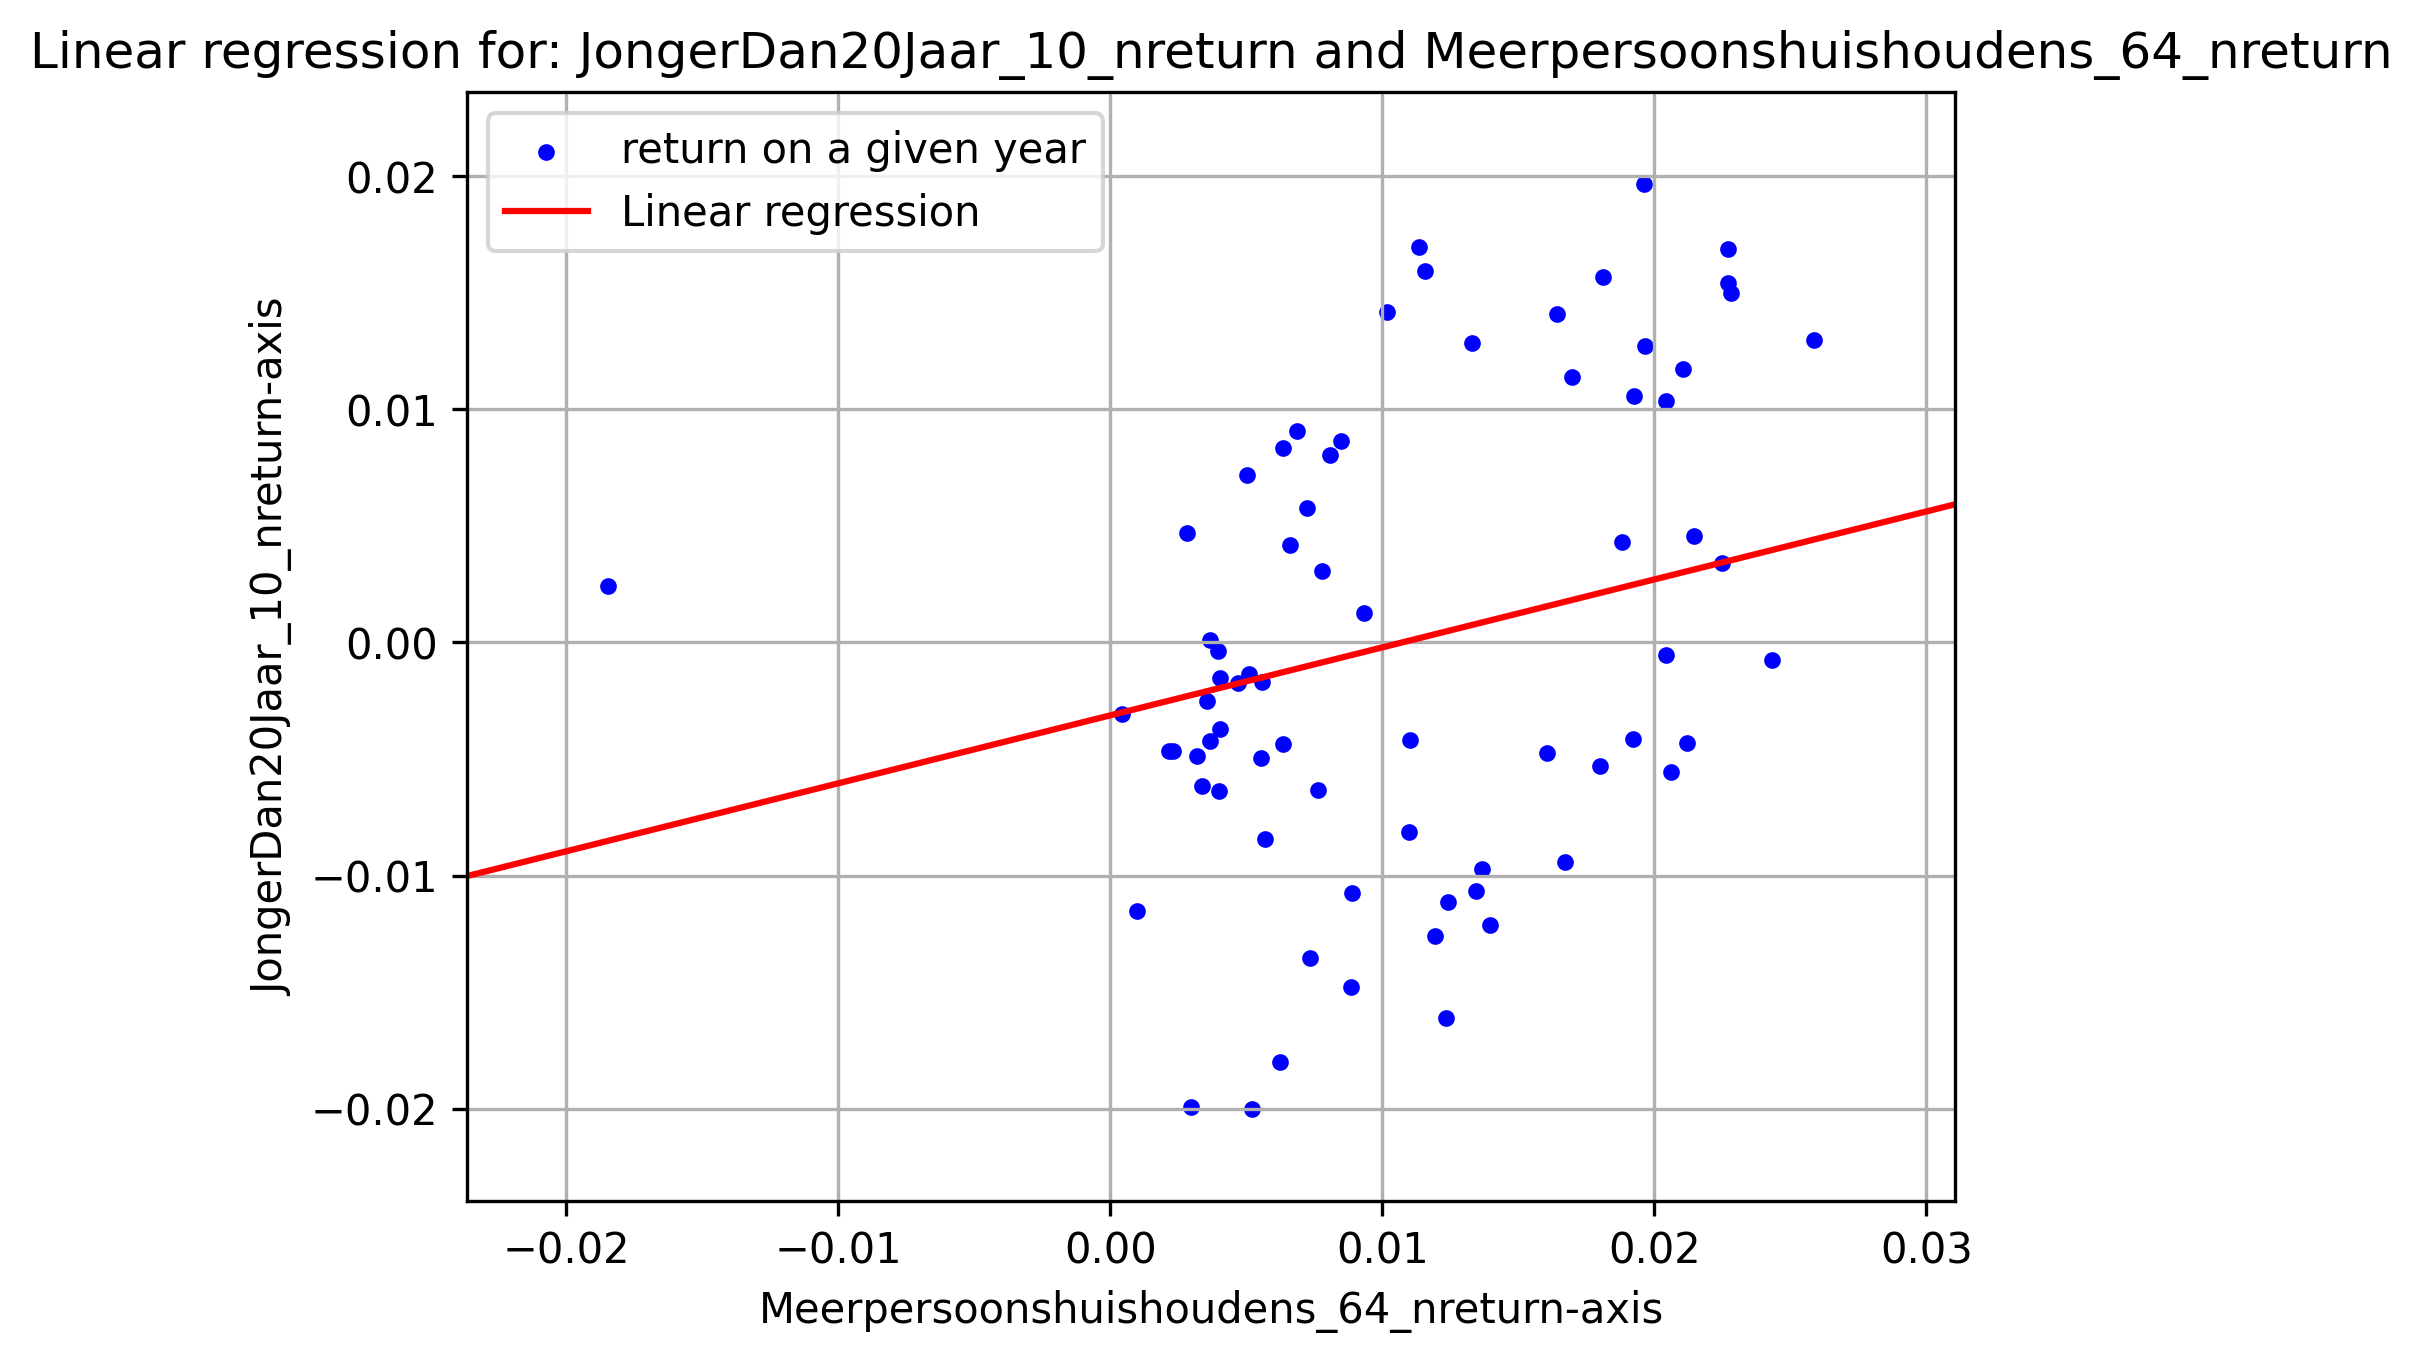 Linear regression for: JongerDan20Jaar_10_nreturn and Meerpersoonshuishoudens_64_nreturn
return on a given year
Linear regression
0.02
0.01
0.00
−0.01
−0.02
JongerDan20Jaar_10_nreturn-axis
−0.02 −0.01 0.00 0.01 0.02 0.03
Meerpersoonshuishoudens_64_nreturn-axis